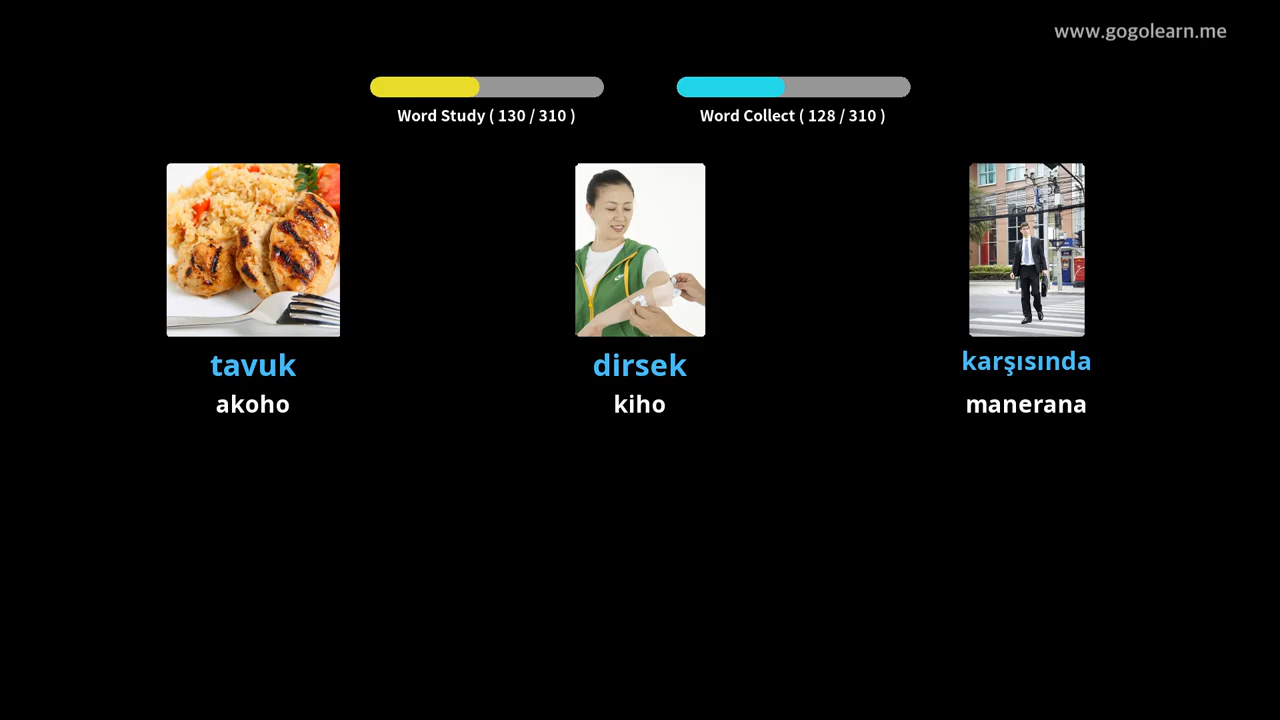 www.gogolearn.me
Word Study ( 130 / 310 )
Word Collect ( 128 / 310 )
tavuk
akoho
dirsek
kiho
karşısında
manerana